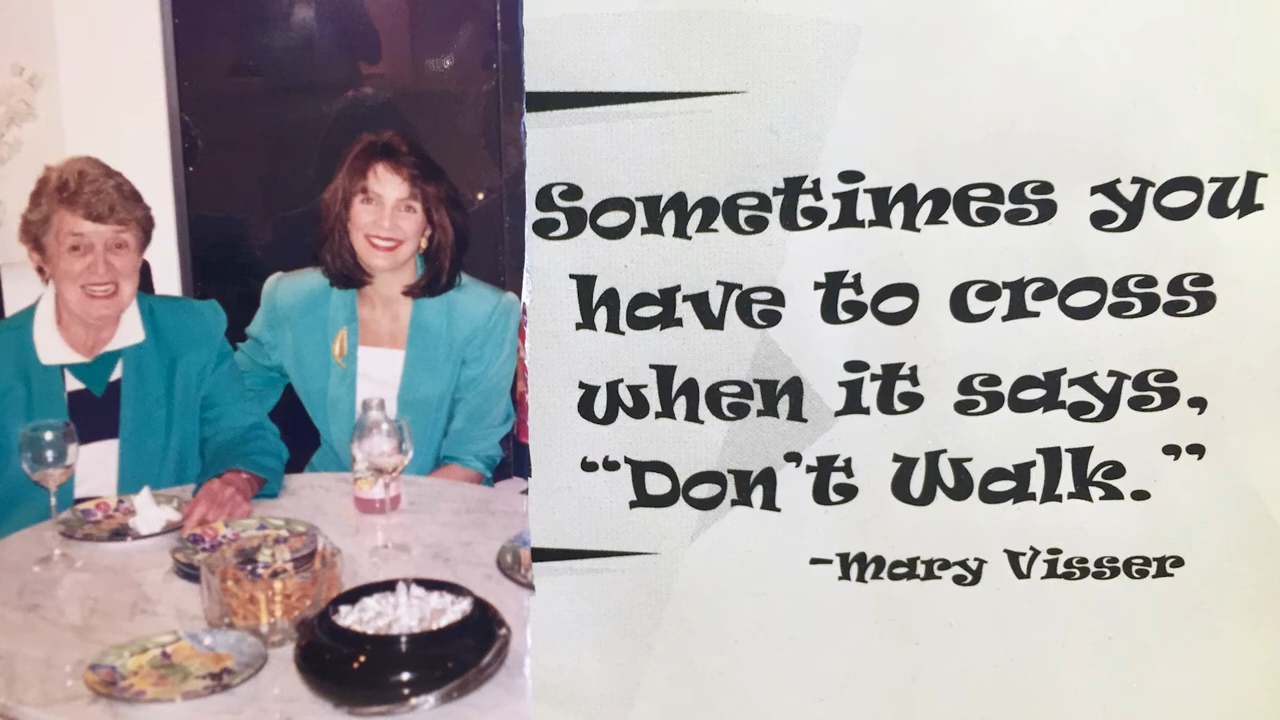 Sometimes you
have to cross
when it says,
“Don't Walk.”
-Mary Visser